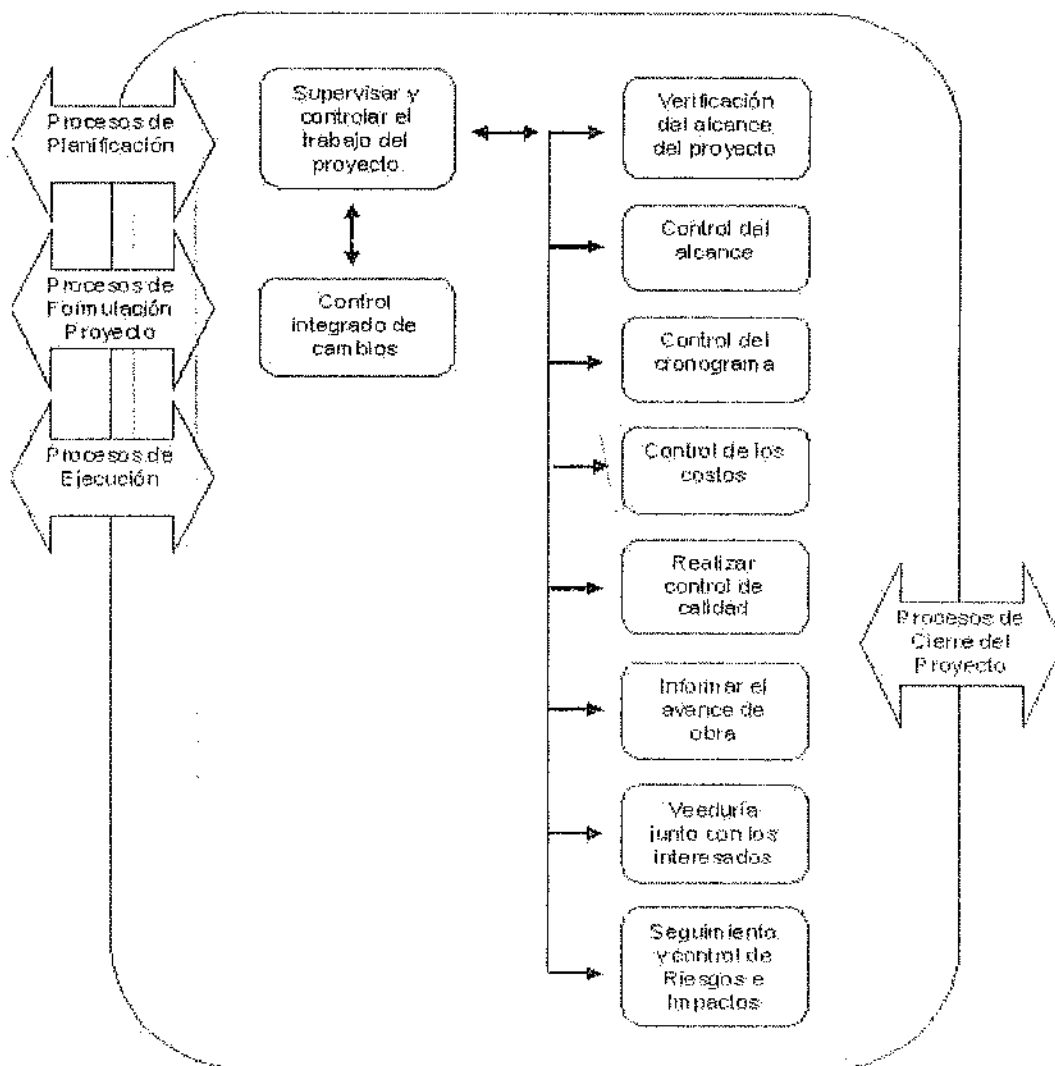 Procesos de
Planificación
Procesos de
Formulación
Proyecto
Procesos de
Ejecución
Supervisar y
controlar el
trabajo del
proyecto.
Control
integrado de
cambios
Verificación
del alcance
del proyecto
Control del
alcance
Control del
cronograma
Control de los
costos
Realizar
control de
calidad
Informar el
avance de
obra
Veeduría
junto con los
interesados
Seguimiento
y control de
Riesgos e
Impactos
Procesos de
Cierre del
Proyecto